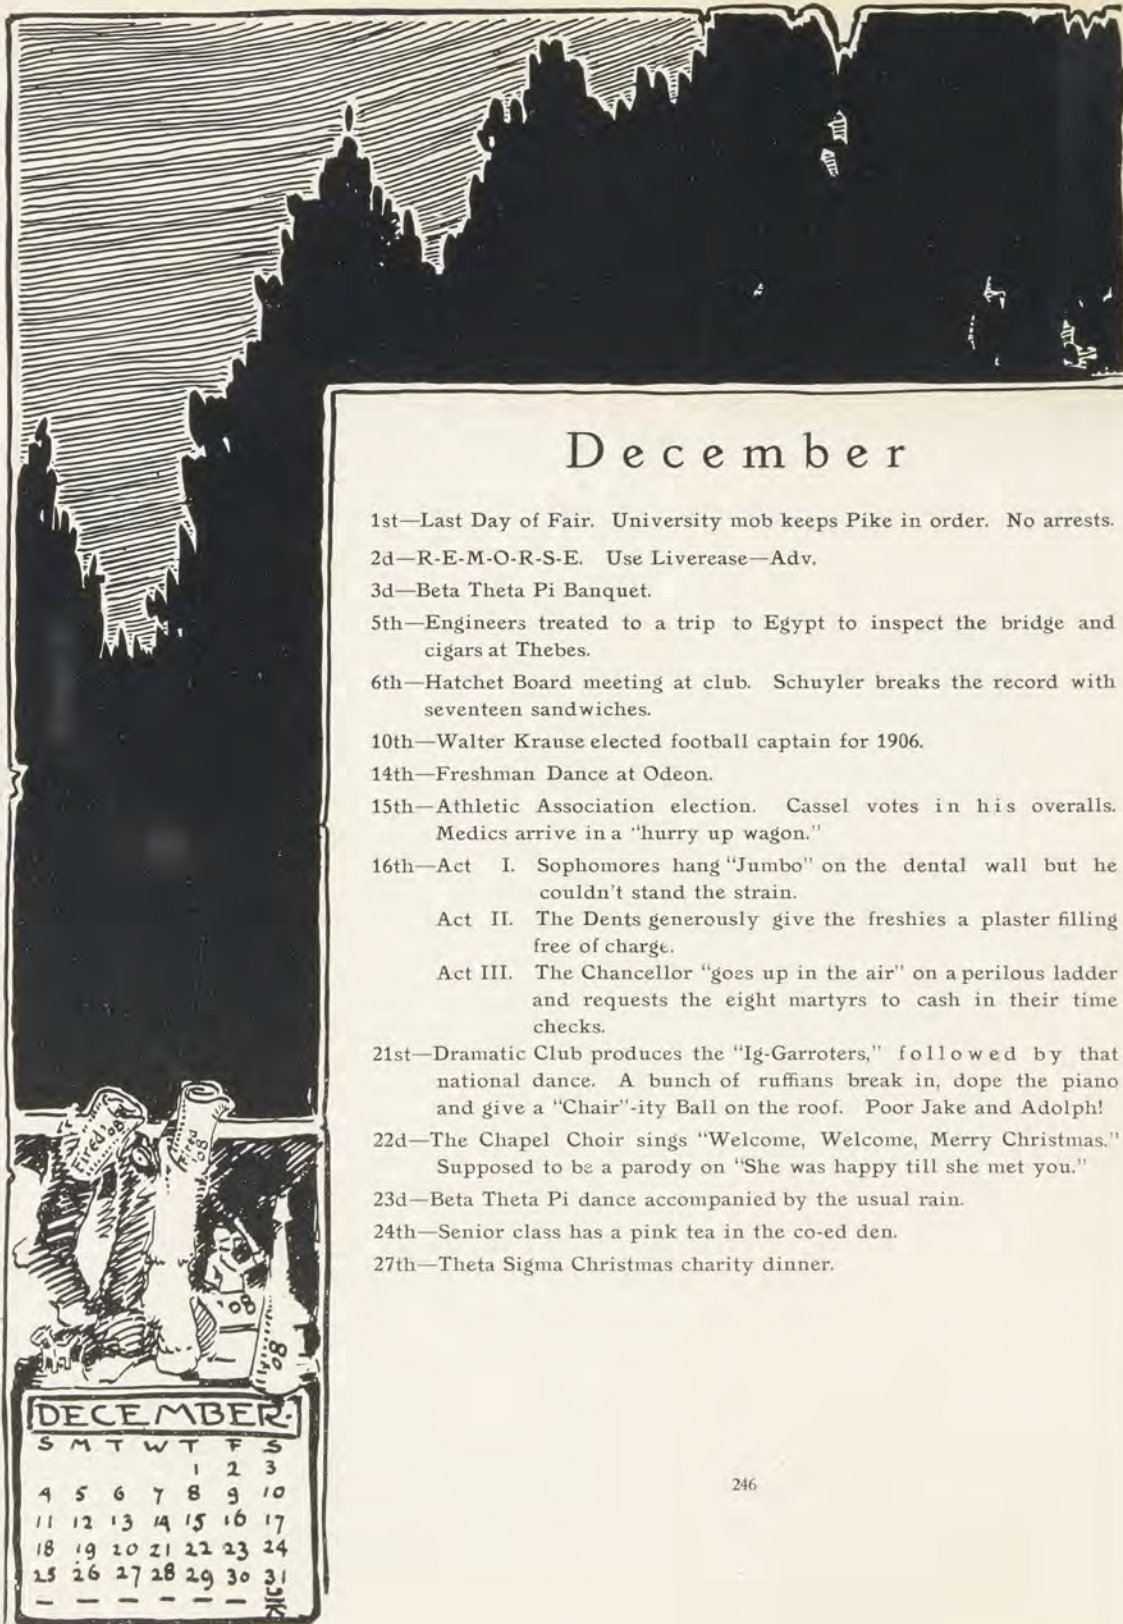 December
1st—Last Day of Fair. University mob keeps Pike in order. No arrests.
2d—R-E-M-O-R-S-E. Use Liverease—Adv.
3d—Beta Theta Pi Banquet.
5th—Engineers treated to a trip to Egypt to inspect the bridge and
cigars at Thebes.
6th—Hatchet Board meeting at club. Schuyler breaks the record with
seventeen sandwiches.
10th—Walter Krause elected football captain for 1906.
14th—Freshman Dance at Odeon.
15th—Athletic Association election. Cassel votes in his overalls.
Medics arrive in a "hurry up wagon."
16th—Act I. Sophomores hang "Jumbo" on the dental wall but he
couldn't stand the strain.
Act II. The Dents generously give the freshies a plaster filling
free of charge.
Act III. The Chancellor "goes up in the air" on a perilous ladder
and requests the eight martyrs to cash in their time
checks.
21st—Dramatic Club produces the "Ig-Garroters," followed by that
national dance. A bunch of ruffians break in, dope the piano
and give a "Chair"-ity Ball on the roof. Poor Jake and Adolph!
22d—The Chapel Choir sings "Welcome, Welcome, Merry Christmas."
Supposed to be a parody on "She was happy till she met you."
23d—Beta Theta Pi dance accompanied by the usual rain.
24th—Senior class has a pink tea in the co-ed den.
27th—Theta Sigma Christmas charity dinner.
Fired '08
Fired '08
'08
'08
DECEMBER.
S M T W T F S
1 2 3
4 5 6 7 8 9 10
11 12 13 14 15 16 17
18 19 20 21 22 23 24
25 26 27 28 29 30 31
246